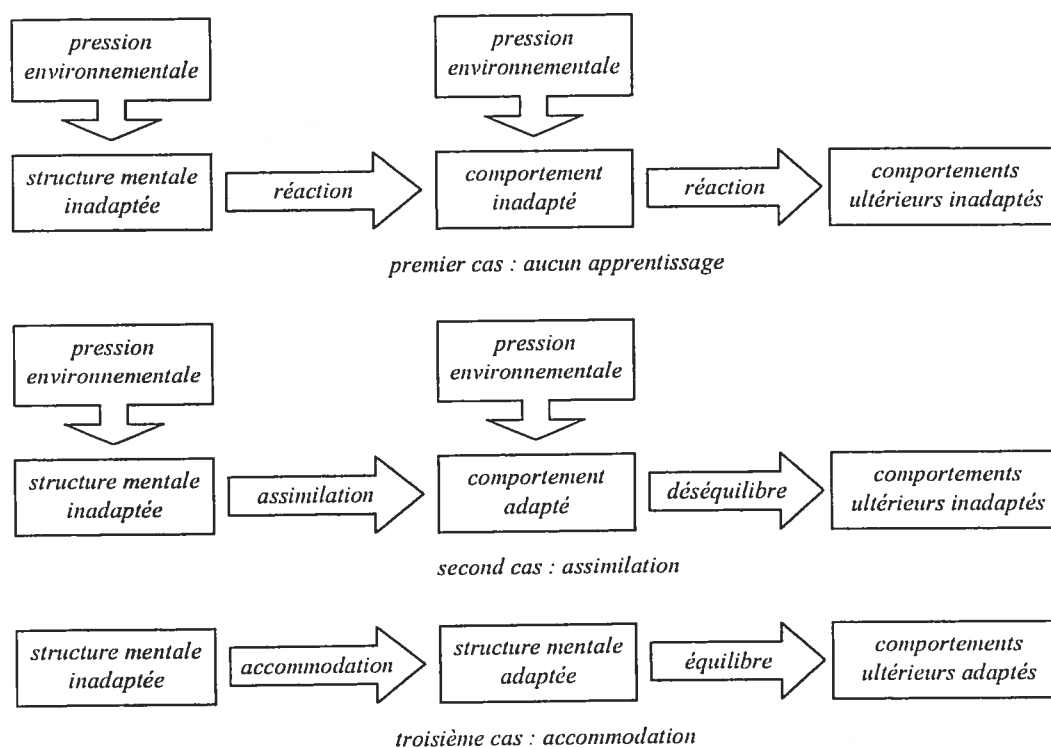 pression
environnementale
pression
environnementale
structure mentale
inadaptée
réaction
comportement
inadapté
réaction
comportements
ultérieurs inadaptés
premier cas : aucun apprentissage
pression
environnementale
pression
environnementale
structure mentale
inadaptée
assimilation
comportement
adapté
déséquilibre
comportements
ultérieurs inadaptés
second cas : assimilation
structure mentale
inadaptée
accommodation
structure mentale
adaptée
équilibre
comportements
ultérieurs adaptés
troisième cas : accommodation